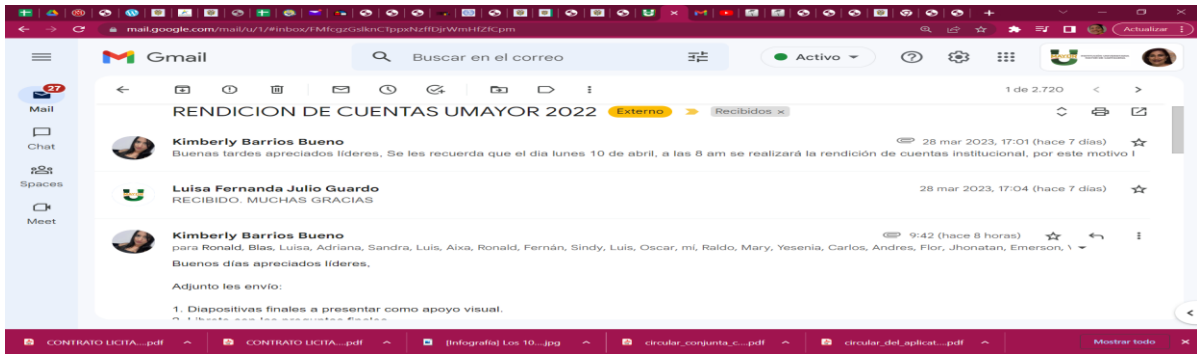 mail.google.com/mail/u/1/#inbox/FMfcgzGslknCTppxNzffDjrWmHfZfCpm
Actualizar
Gmail
Buscar en el correo
Activo
27
Mail
Chat
Spaces
Meet
1 de 2.720
RENDICION DE CUENTAS UMAYOR 2022
Externo
Recibidos ×
Kimberly Barrios Bueno
28 mar 2023, 17:01 (hace 7 días)
Buenas tardes apreciados líderes, Se les recuerda que el dia lunes 10 de abril, a las 8 am se realizará la rendición de cuentas institucional, por este motivo l
Luisa Fernanda Julio Guardo
28 mar 2023, 17:04 (hace 7 días)
RECIBIDO. MUCHAS GRACIAS
Kimberly Barrios Bueno
9:42 (hace 8 horas)
para Ronald, Blas, Luisa, Adriana, Sandra, Luis, Aixa, Ronald, Fernán, Sindy, Luis, Oscar, mí, Raldo, Mary, Yesenia, Carlos, Andres, Flor, Jhonatan, Emerson,
Buenos días apreciados líderes,
Adjunto les envío:
1. Diapositivas finales a presentar como apoyo visual.
CONTRATO LICITA....pdf
CONTRATO LICITA....pdf
[Infografía] Los 10....jpg
circular_conjunta_c....pdf
circular_del_aplicat....pdf
Mostrar todo